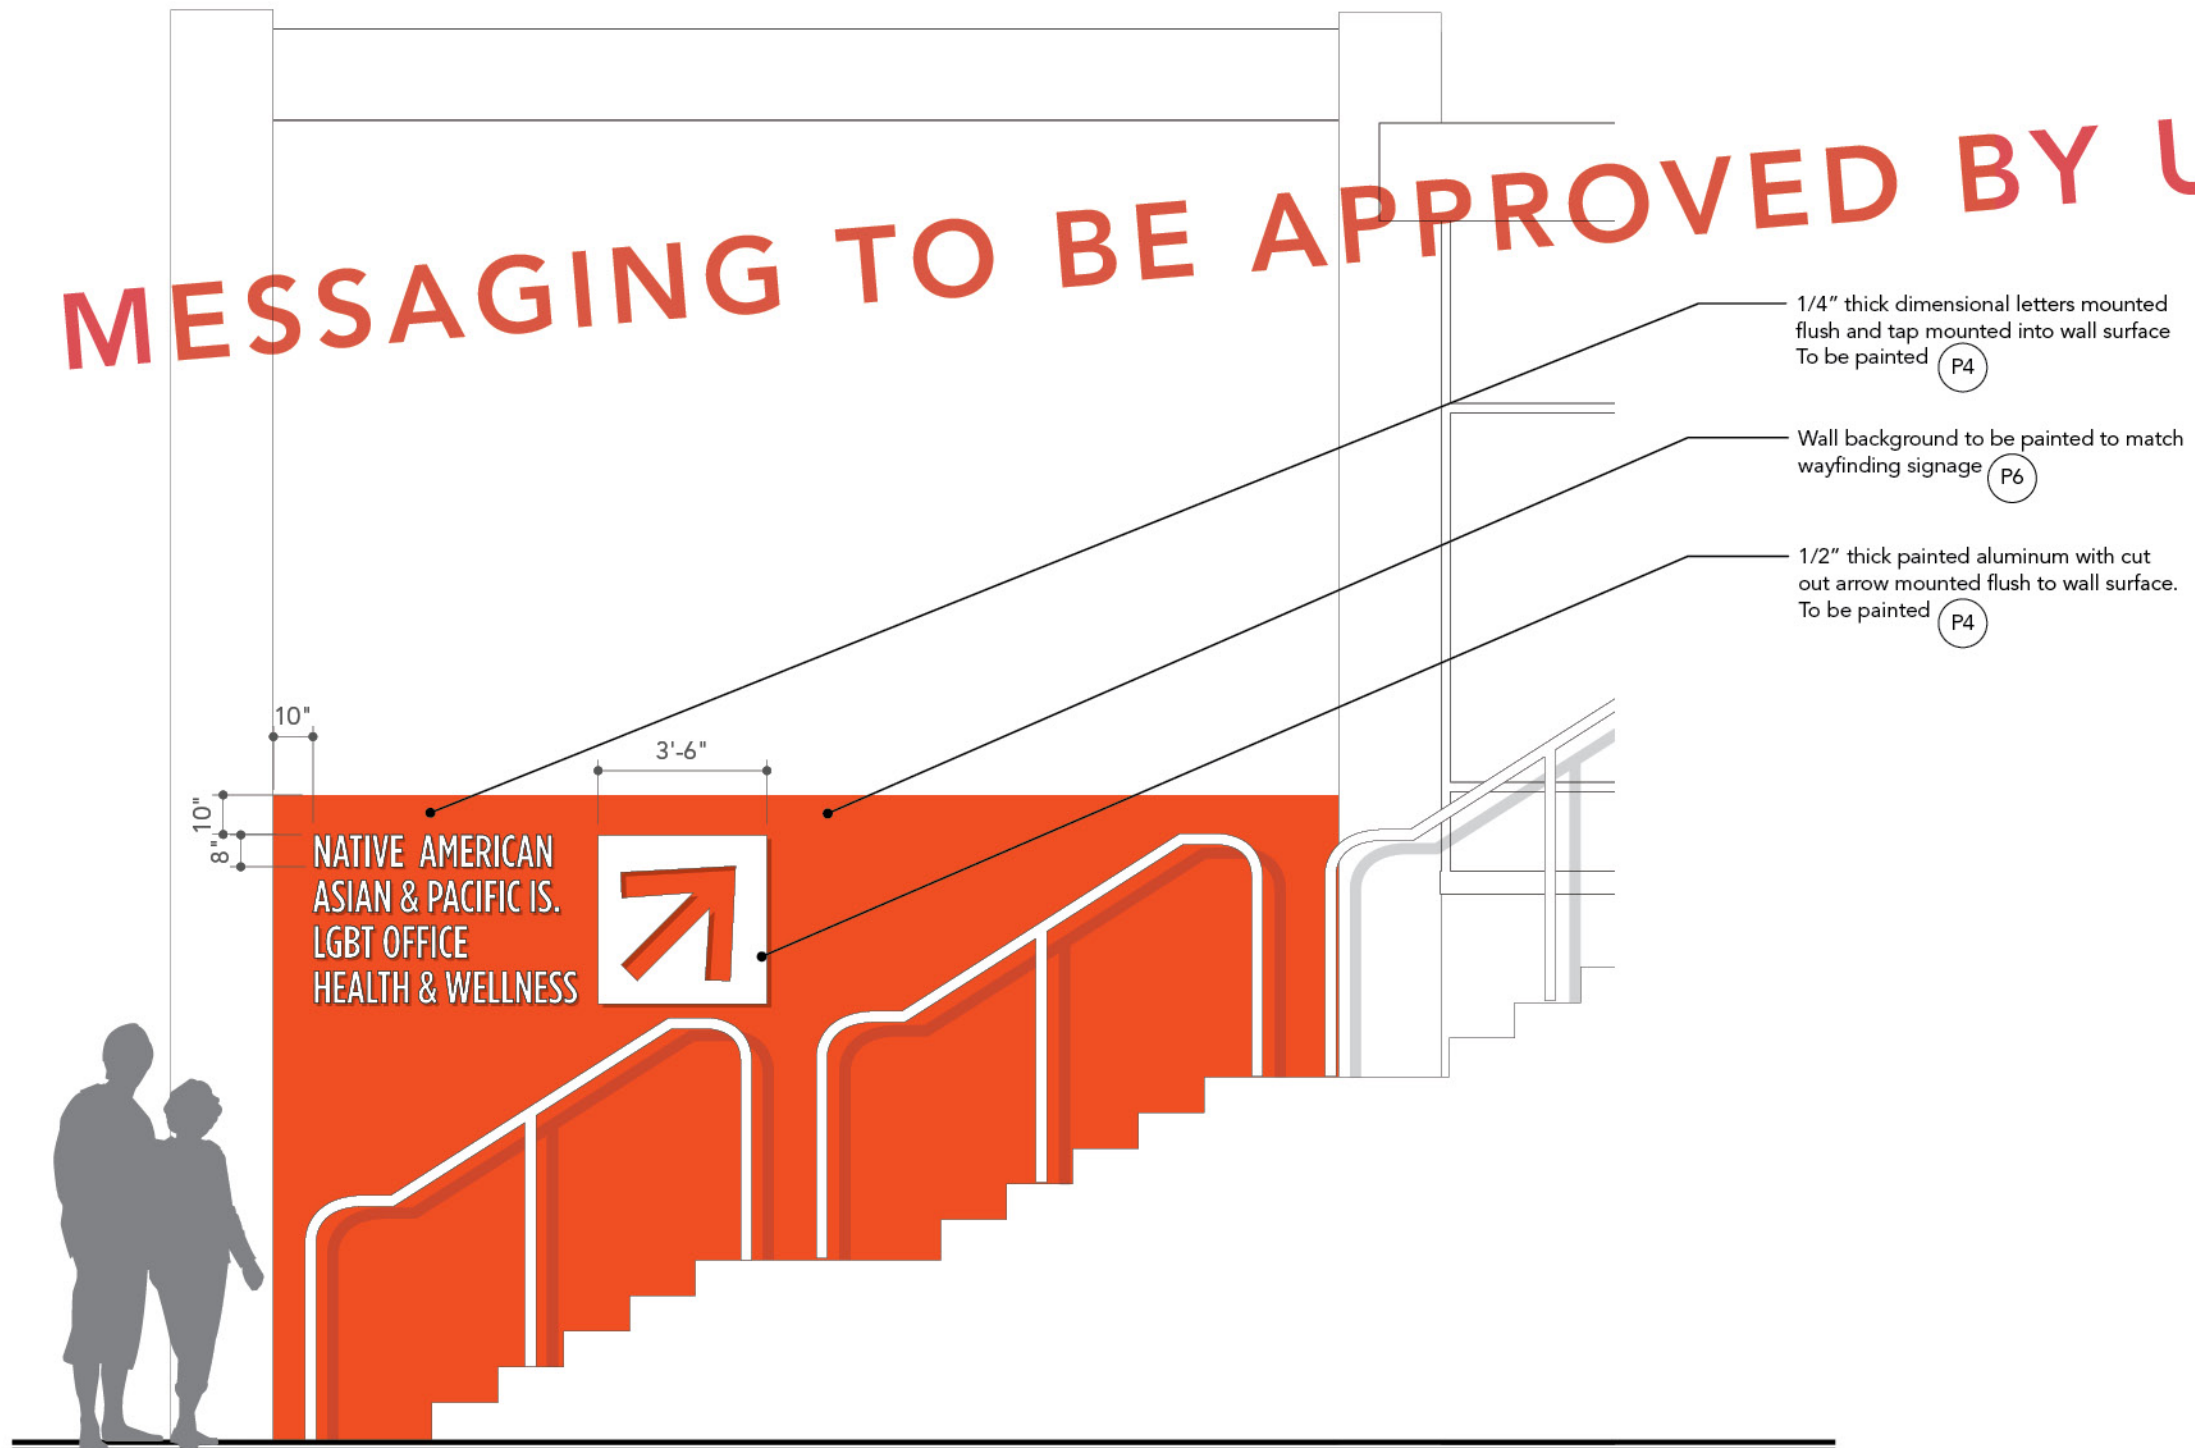 MESSAGING TO BE APPROVED BY U
1/4" thick dimensional letters mounted
flush and tap mounted into wall surface
To be painted P4
Wall background to be painted to match
wayfinding signage P6
1/2" thick painted aluminum with cut
out arrow mounted flush to wall surface.
To be painted P4
10"
3'-6"
10"
8"
NATIVE AMERICAN
ASIAN & PACIFIC IS.
LGBT OFFICE
HEALTH & WELLNESS